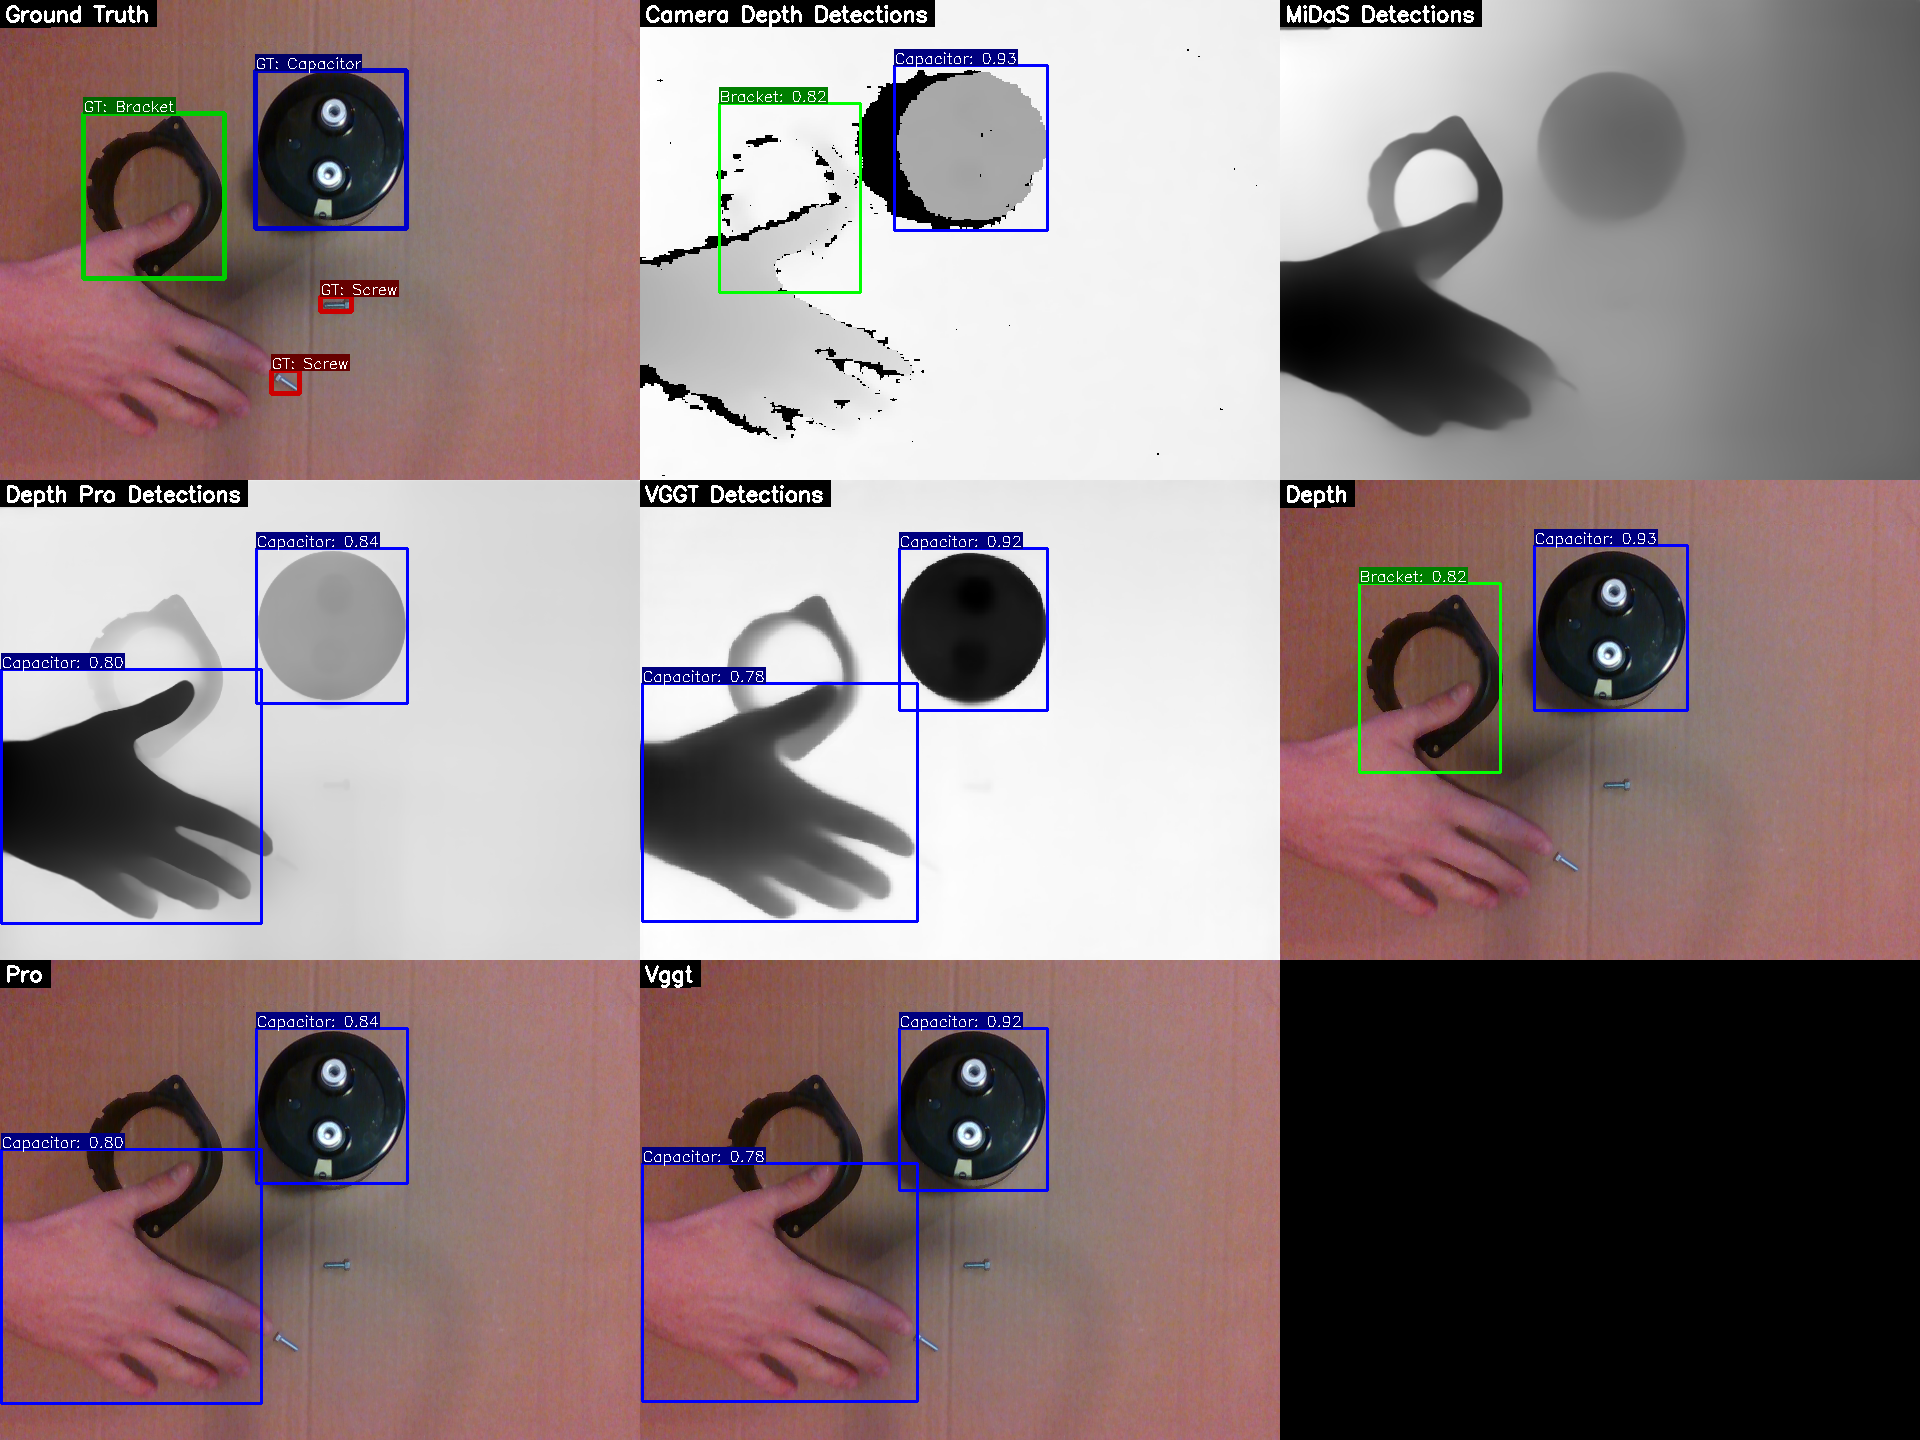 Ground Truth
GT: Capacitor
GT: Bracket
GT: Screw
GT: Screw
Camera Depth Detections
Capacitor: 0.93
Bracket: 0.82
MiDaS Detections
Depth Pro Detections
Capacitor: 0.84
Capacitor: 0.80
VGGT Detections
Capacitor: 0.92
Capacitor: 0.78
Depth
Capacitor: 0.93
Bracket: 0.82
Pro
Capacitor: 0.84
Capacitor: 0.80
Vggt
Capacitor: 0.92
Capacitor: 0.78